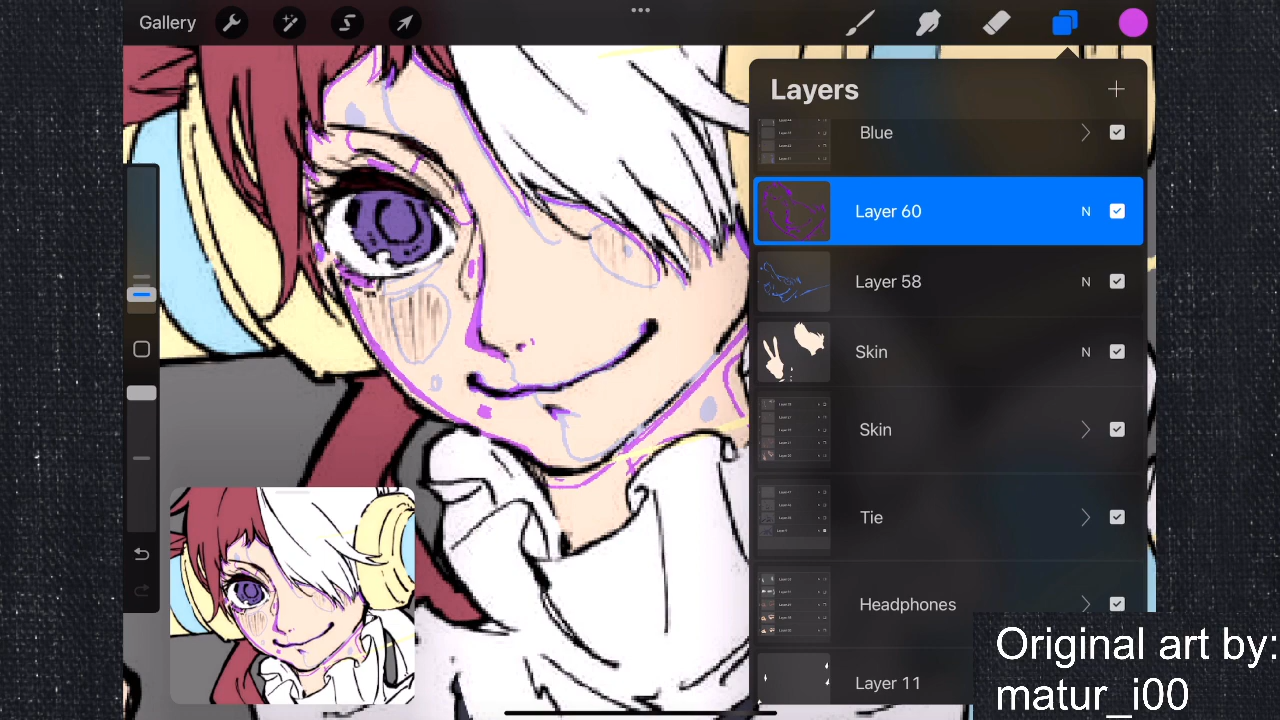 Gallery
Layers
Blue
Layer 60 N
Layer 58 N
Skin N
Skin
Tie
Headphones
Layer 11
Original art by:
matur_i00